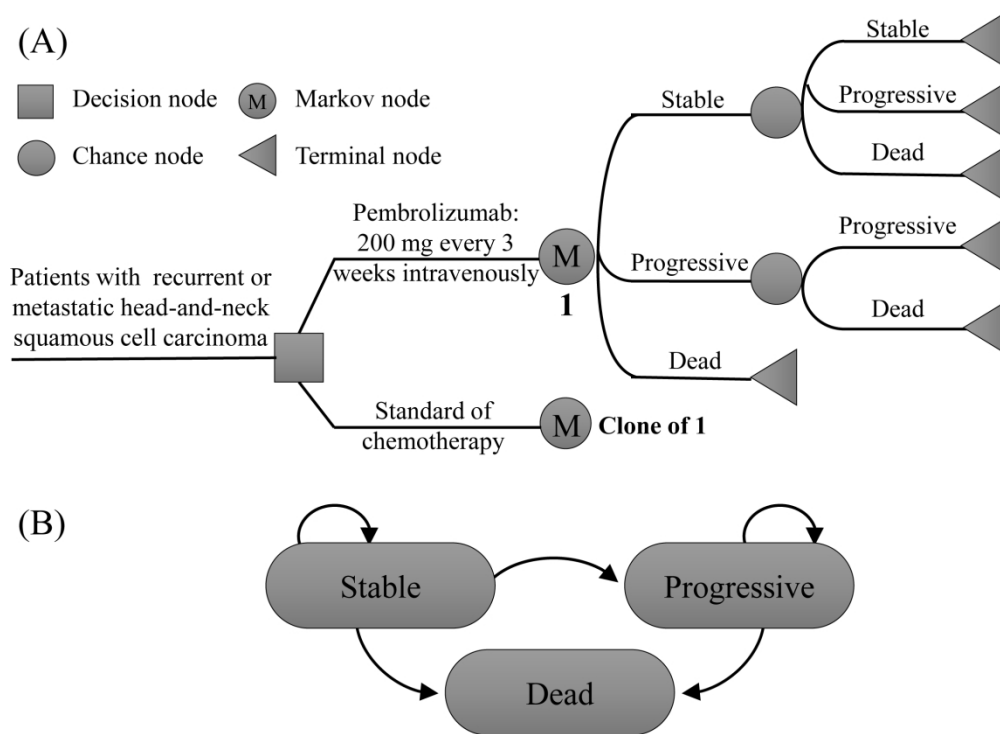 (A)
Decision node
M
Markov node
Chance node
Terminal node
Patients with recurrent or
metastatic head-and-neck
squamous cell carcinoma
Pembrolizumab:
200 mg every 3
weeks intravenously
M
1
Stable
Stable
Progressive
Dead
Progressive
Progressive
Dead
Dead
Standard of
chemotherapy
M
Clone of 1
(B)
Stable
Progressive
Dead